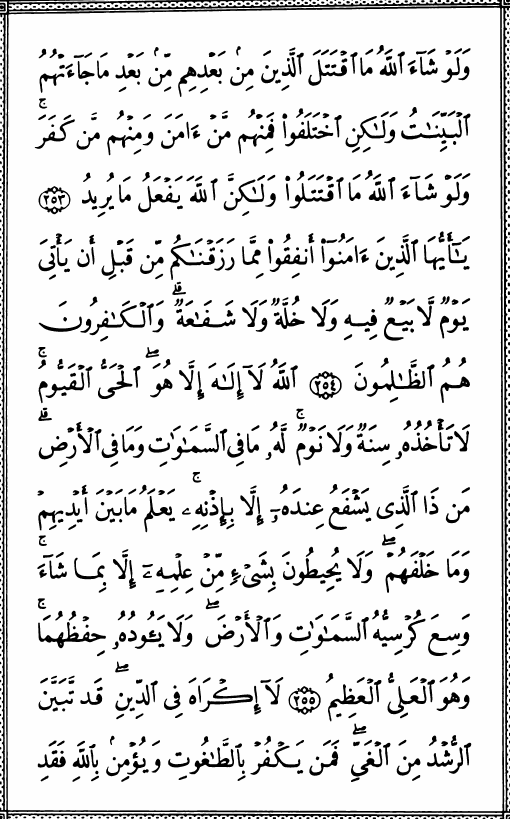 وَلَوۡ شَآءَ ٱللَّهُ مَا ٱقۡتَتَلَ ٱلَّذِينَ مِنۢ بَعۡدِهِم مِّنۢ بَعۡدِ مَا جَآءَتۡهُمُ
ٱلۡبَيِّنَٰتُ وَلَٰكِنِ ٱخۡتَلَفُواْ فَمِنۡهُم مَّنۡ ءَامَنَ وَمِنۡهُم مَّن كَفَرَۚ
وَلَوۡ شَآءَ ٱللَّهُ مَا ٱقۡتَتَلُواْ وَلَٰكِنَّ ٱللَّهَ يَفۡعَلُ مَا يُرِيدُ ٢٥٣
يَٰٓأَيُّهَا ٱلَّذِينَ ءَامَنُوٓاْ أَنفِقُواْ مِمَّا رَزَقۡنَٰكُم مِّن قَبۡلِ أَن يَأۡتِيَ
يَوۡمٞ لَّا بَيۡعٞ فِيهِ وَلَا خُلَّةٞ وَلَا شَفَٰعَةٞۗ وَٱلۡكَٰفِرُونَ
هُمُ ٱلظَّٰلِمُونَ ٢٥٤ ٱللَّهُ لَآ إِلَٰهَ إِلَّا هُوَۖ ٱلۡحَيُّ ٱلۡقَيُّومُۚ
لَا تَأۡخُذُهُۥ سِنَةٞ وَلَا نَوۡمٞۚ لَّهُۥ مَا فِي ٱلسَّمَٰوَٰتِ وَمَا فِي ٱلۡأَرۡضِۗ
مَن ذَا ٱلَّذِي يَشۡفَعُ عِندَهُۥٓ إِلَّا بِإِذۡنِهِۦۚ يَعۡلَمُ مَا بَيۡنَ أَيۡدِيهِمۡ
وَمَا خَلۡفَهُمۡۖ وَلَا يُحِيطُونَ بِشَيۡءٖ مِّنۡ عِلۡمِهِۦٓ إِلَّا بِمَا شَآءَۚ
وَسِعَ كُرۡسِيُّهُ ٱلسَّمَٰوَٰتِ وَٱلۡأَرۡضَۖ وَلَا يَـُٔودُهُۥ حِفۡظُهُمَاۚ
وَهُوَ ٱلۡعَلِيُّ ٱلۡعَظِيمُ ٢٥٥ لَآ إِكۡرَاهَ فِي ٱلدِّينِۖ قَد تَّبَيَّنَ
ٱلرُّشۡدُ مِنَ ٱلۡغَيِّۚ فَمَن يَكۡفُرۡ بِٱلطَّٰغُوتِ وَيُؤۡمِنۢ بِٱللَّهِ فَقَدِ